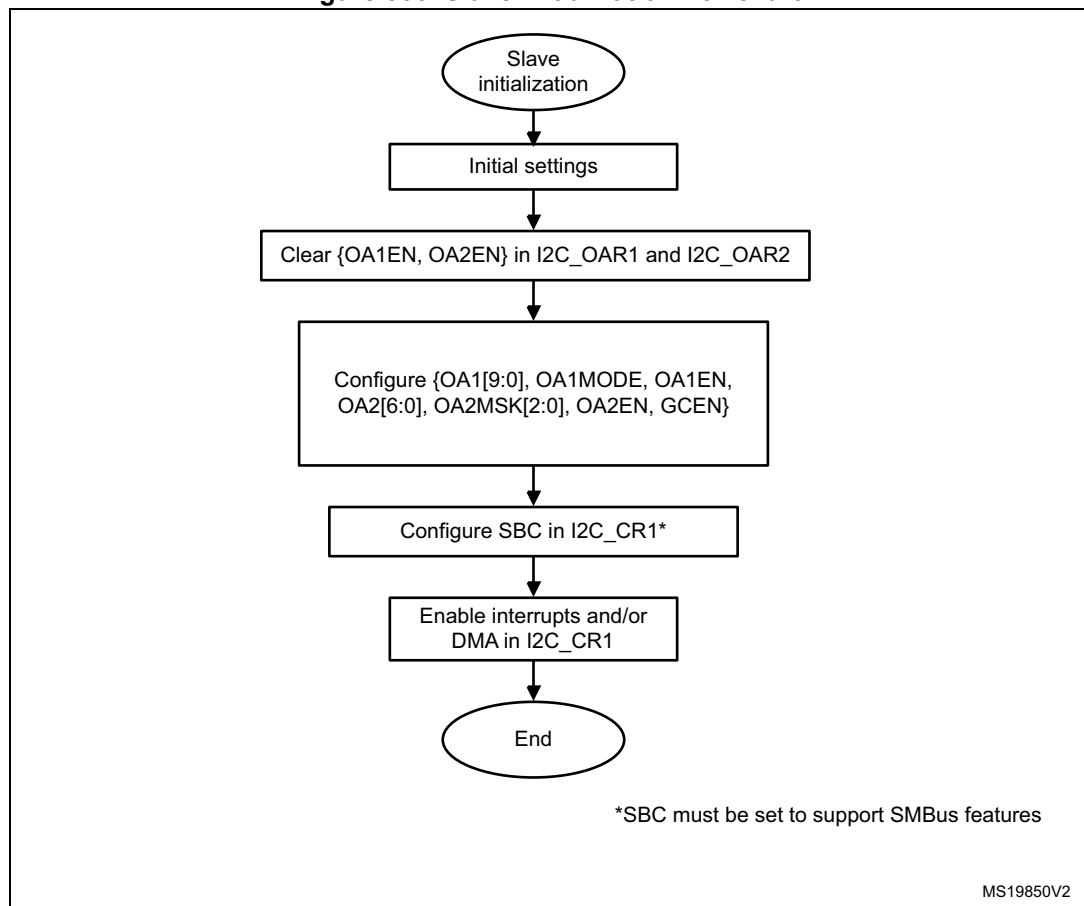 Slave
initialization
Initial settings
Clear {OA1EN, OA2EN} in I2C_OAR1 and I2C_OAR2
Configure {OA1[9:0], OA1MODE, OA1EN,
OA2[6:0], OA2MSK[2:0], OA2EN, GCEN}
Configure SBC in I2C_CR1*
Enable interrupts and/or
DMA in I2C_CR1
End
*SBC must be set to support SMBus features
MS19850V2